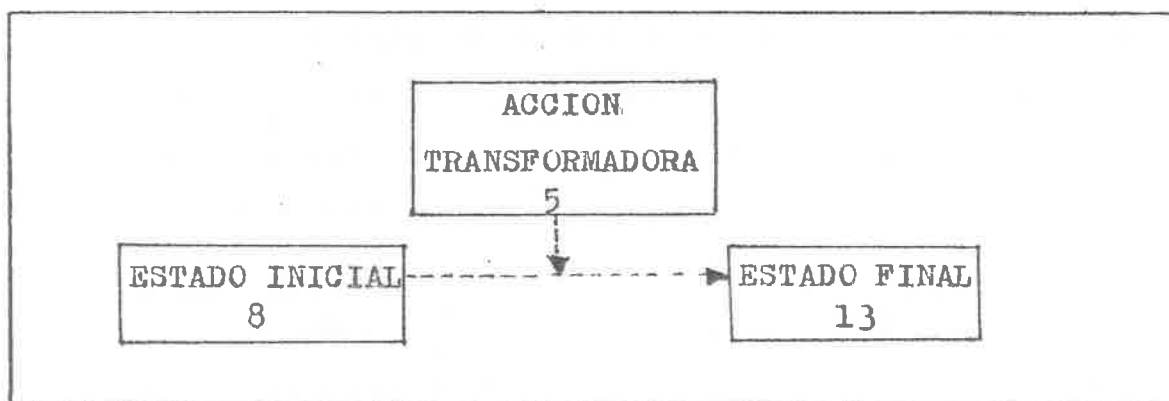 ACCION
TRANSFORMADORA
5
ESTADO INICIAL
8
ESTADO FINAL
13